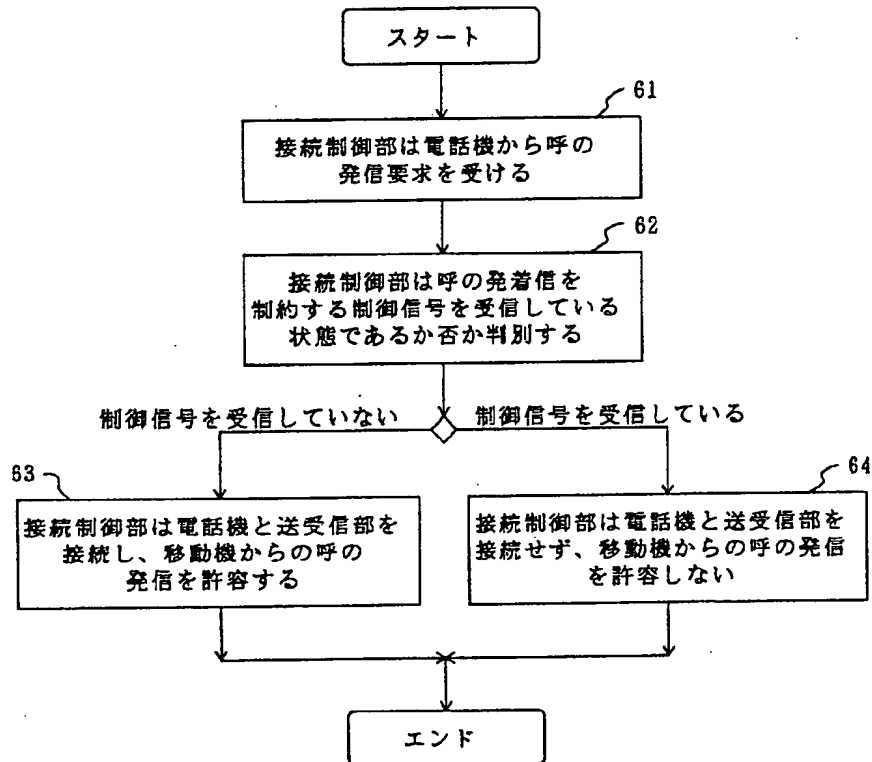 スタート
61
接続制御部は電話機から呼の
発信要求を受ける
62
接続制御部は呼の発着信を
制約する制御信号を受信している
状態であるか否か判別する
制御信号を受信していない
制御信号を受信している
63
接続制御部は電話機と送受信部を
接続し、移動機からの呼の
発信を許容する
64
接続制御部は電話機と送受信部を
接続せず、移動機からの呼の発信
を許容しない
エンド